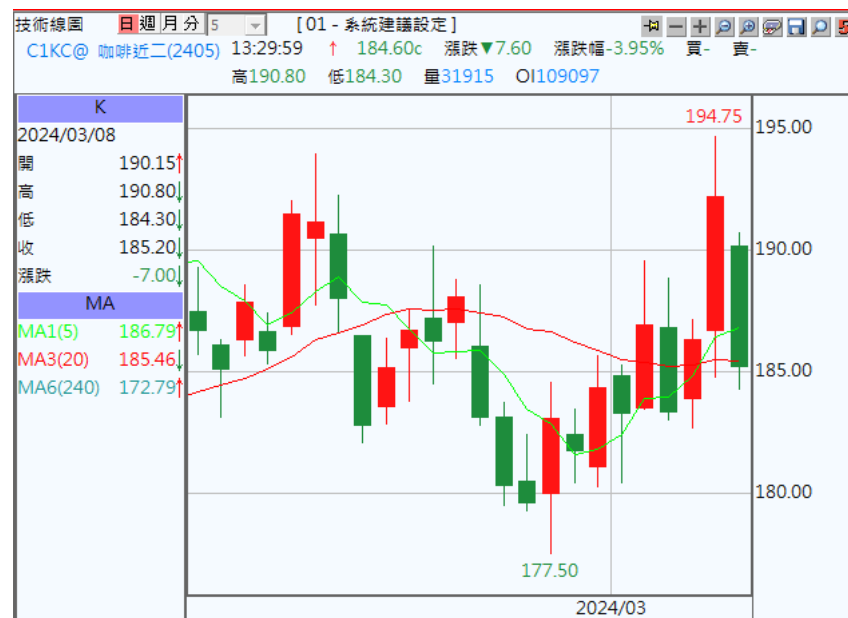 技術線圖 日 週 月 分 5 [ 01 - 系統建議設定 ]
C1KC@ 咖啡近二(2405) 13:29:59 ↑ 184.60c 漲跌▼7.60 漲跌幅-3.95% 買- 賣-
高190.80 低184.30 量31915 OI109097
K
2024/03/08
開 190.15↑
高 190.80↓
低 184.30↓
收 185.20↓
漲跌 -7.00↓
MA
MA1(5) 186.79↑
MA3(20) 185.46↓
MA6(240) 172.79↑
194.75
195.00
190.00
185.00
180.00
177.50
2024/03